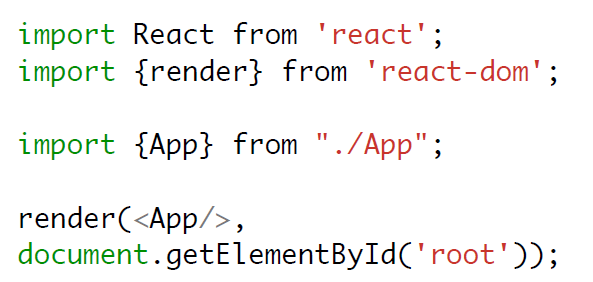 import React from 'react';
import {render} from 'react-dom';
import {App} from "./App";
render(<App/>,
document.getElementById('root'));